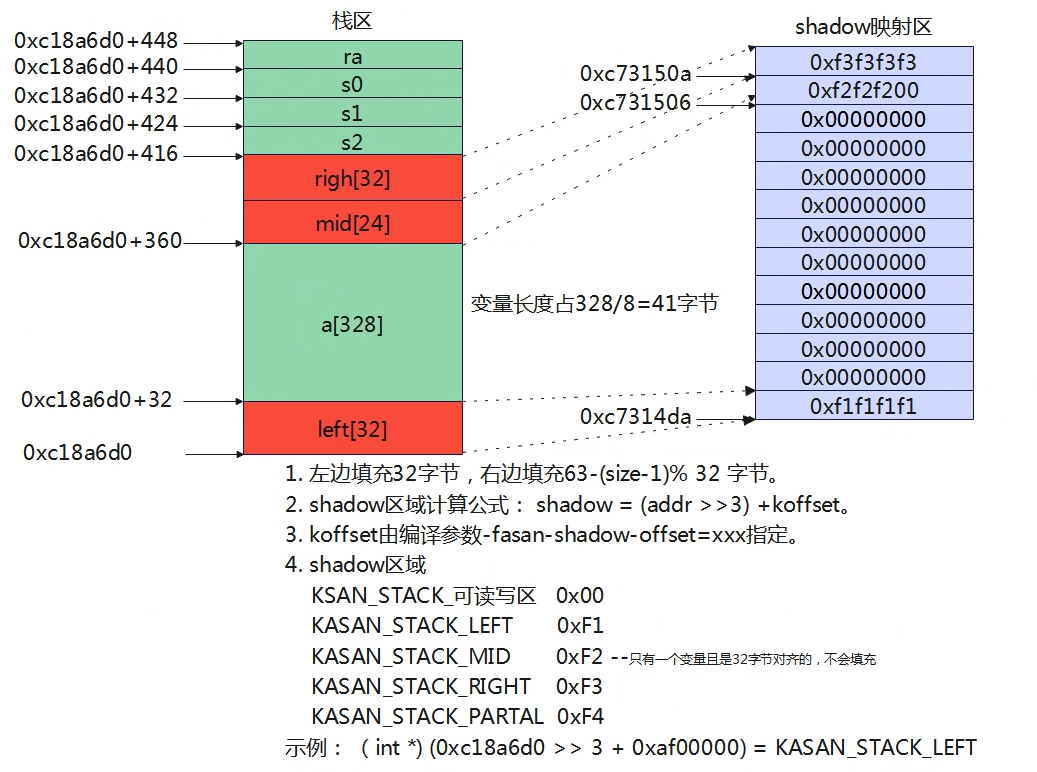 栈区
shadow映射区
0xc18a6d0+448
0xc18a6d0+440
0xc18a6d0+432
0xc18a6d0+424
0xc18a6d0+416
0xc18a6d0+360
0xc18a6d0+32
0xc18a6d0
ra
s0
s1
s2
righ[32]
mid[24]
a[328]
left[32]
变量长度占328/8=41字节
0xc73150a
0xc731506
0xc7314da
0xf3f3f3f3
0xf2f2f200
0x00000000
0x00000000
0x00000000
0x00000000
0x00000000
0x00000000
0x00000000
0x00000000
0x00000000
0x00000000
0xf1f1f1f1
1. 左边填充32字节，右边填充63-(size-1)% 32 字节。
2. shadow区域计算公式： shadow = (addr >>3) +koffset。
3. koffset由编译参数-fasan-shadow-offset=xxx指定。
4. shadow区域
KSAN_STACK_可读写区 0x00
KASAN_STACK_LEFT 0xF1
KASAN_STACK_MID 0xF2 --只有一个变量且是32字节对齐的，不会填充
KASAN_STACK_RIGHT 0xF3
KASAN_STACK_PARTAL 0xF4
示例： （ int *) (0xc18a6d0 >> 3 + 0xaf00000) = KASAN_STACK_LEFT